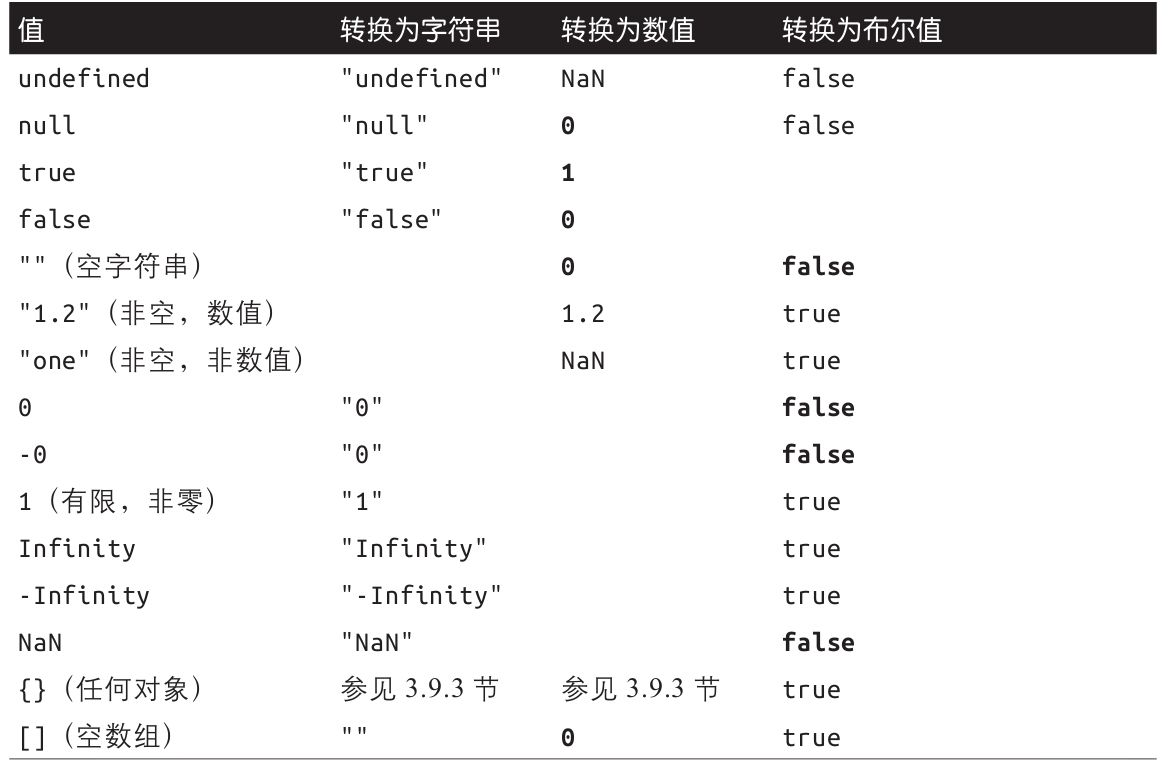 值 转换为字符串 转换为数值 转换为布尔值
undefined "undefined" NaN false
null "null" 0 false
true "true" 1
false "false" 0
""（空字符串） 0 false
"1.2"（非空，数值） 1.2 true
"one"（非空，非数值） NaN true
0 "0" false
-0 "0" false
1（有限，非零） "1" true
Infinity "Infinity" true
-Infinity "-Infinity" true
NaN "NaN" false
{}（任何对象） 参见 3.9.3 节 参见 3.9.3 节 true
[]（空数组） "" 0 true